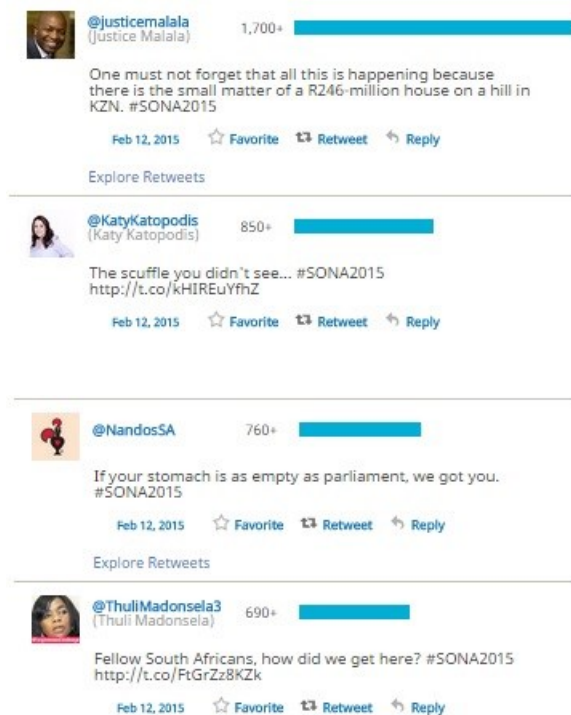 @justicemalala
(Justice Malala)
1,700+
One must not forget that all this is happening because
there is the small matter of a R246-million house on a hill in
KZN. #SONA2015
Feb 12, 2015 Favorite Retweet Reply
Explore Retweets
@KatyKatopodis
(Katy Katopodis)
850+
The scuffle you didn`t see... #SONA2015
http://t.co/kHIREuYfhZ
Feb 12, 2015 Favorite Retweet Reply
@NandosSA 760+
If your stomach is as empty as parliament, we got you.
#SONA2015
Feb 12, 2015 Favorite Retweet Reply
Explore Retweets
@ThuliMadonsela3
(Thuli Madonsela)
690+
Fellow South Africans, how did we get here? #SONA2015
http://t.co/FtGrZz8KZk
Feb 12, 2015 Favorite Retweet Reply